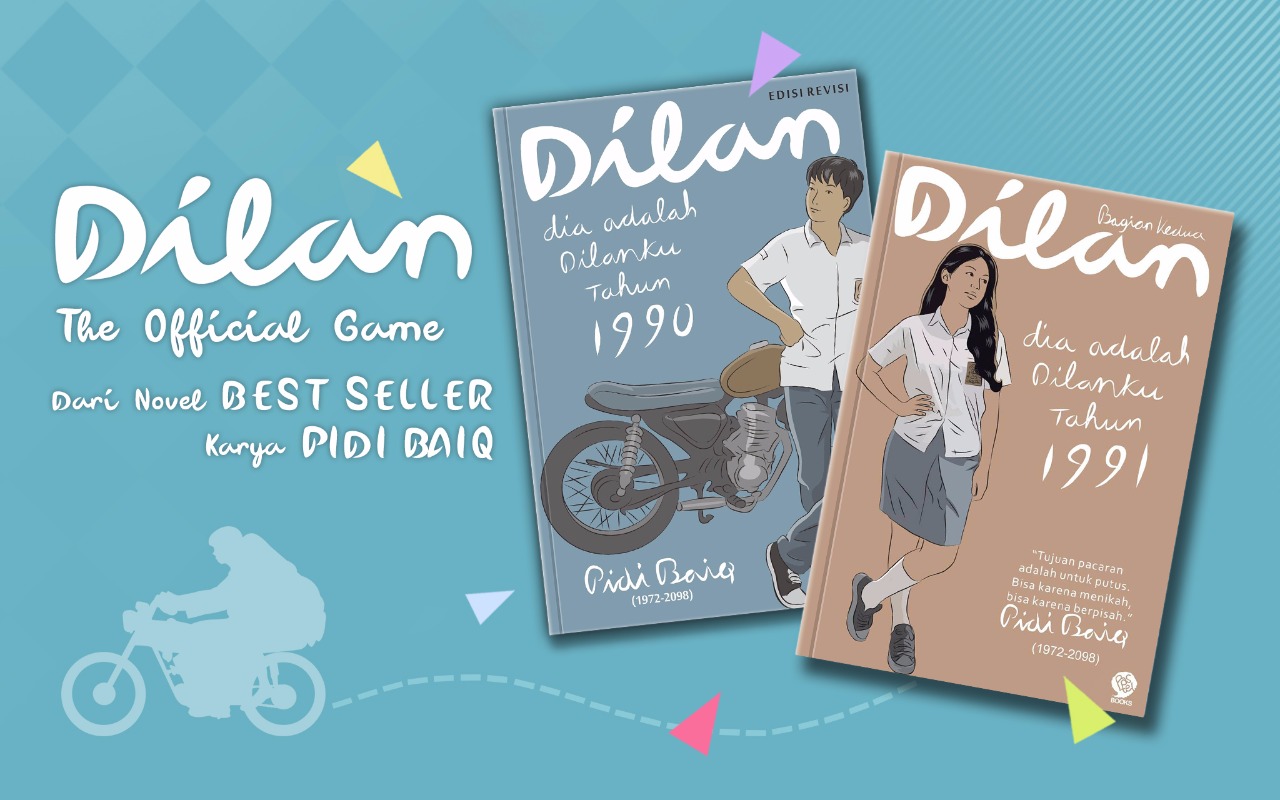 Dilan
The Official Game
Dari Novel BEST SELLER
Karya PIDI BAIQ
EDISI REVISI
Dilan
dia adalah
Dilanku
Tahun
1990
Pidi Baiq
(1972-2098)
Dilan
Bagian Kedua
dia adalah
Dilanku
Tahun
1991
"Tujuan pacaran
adalah untuk putus.
Bisa karena menikah,
bisa karena berpisah."
Pidi Baiq
(1972-2098)
BOOKS